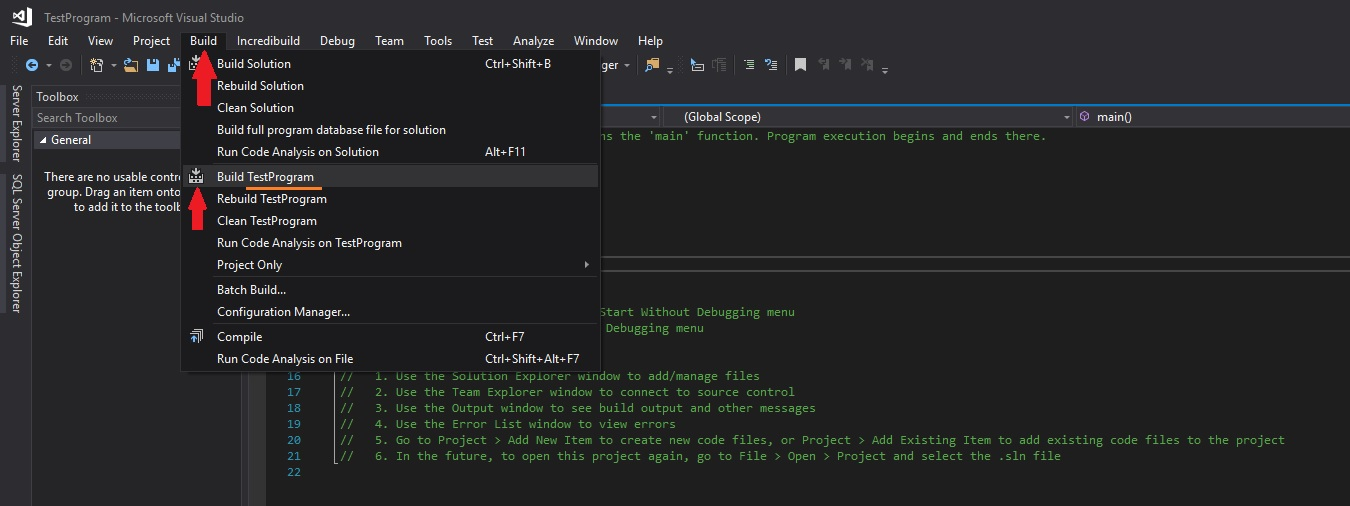 TestProgram - Microsoft Visual Studio
File Edit View Project Build Incredibuild Debug Team Tools Test Analyze Window Help
Build Solution Ctrl+Shift+B
Rebuild Solution
Clean Solution
Build full program database file for solution
Run Code Analysis on Solution Alt+F11
Build TestProgram
Rebuild TestProgram
Clean TestProgram
Run Code Analysis on TestProgram
Project Only
Batch Build...
Configuration Manager...
Compile Ctrl+F7
Run Code Analysis on File Ctrl+Shift+Alt+F7
Server Explorer
SQL Server Object Explorer
Toolbox
Search Toolbox
General
There are no usable
group. Drag an item
to add it to the
(Global Scope) main()
the 'main' function. Program execution begins and ends there.
Start Without Debugging menu
Debugging menu
16 // 1. Use the Solution Explorer window to add/manage files
17 // 2. Use the Team Explorer window to connect to source control
18 // 3. Use the Output window to see build output and other messages
19 // 4. Use the Error List window to view errors
20 // 5. Go to Project > Add New Item to create new code files, or Project > Add Existing Item to add existing code files to the project
21 // 6. In the future, to open this project again, go to File > Open > Project and select the .sln file
22